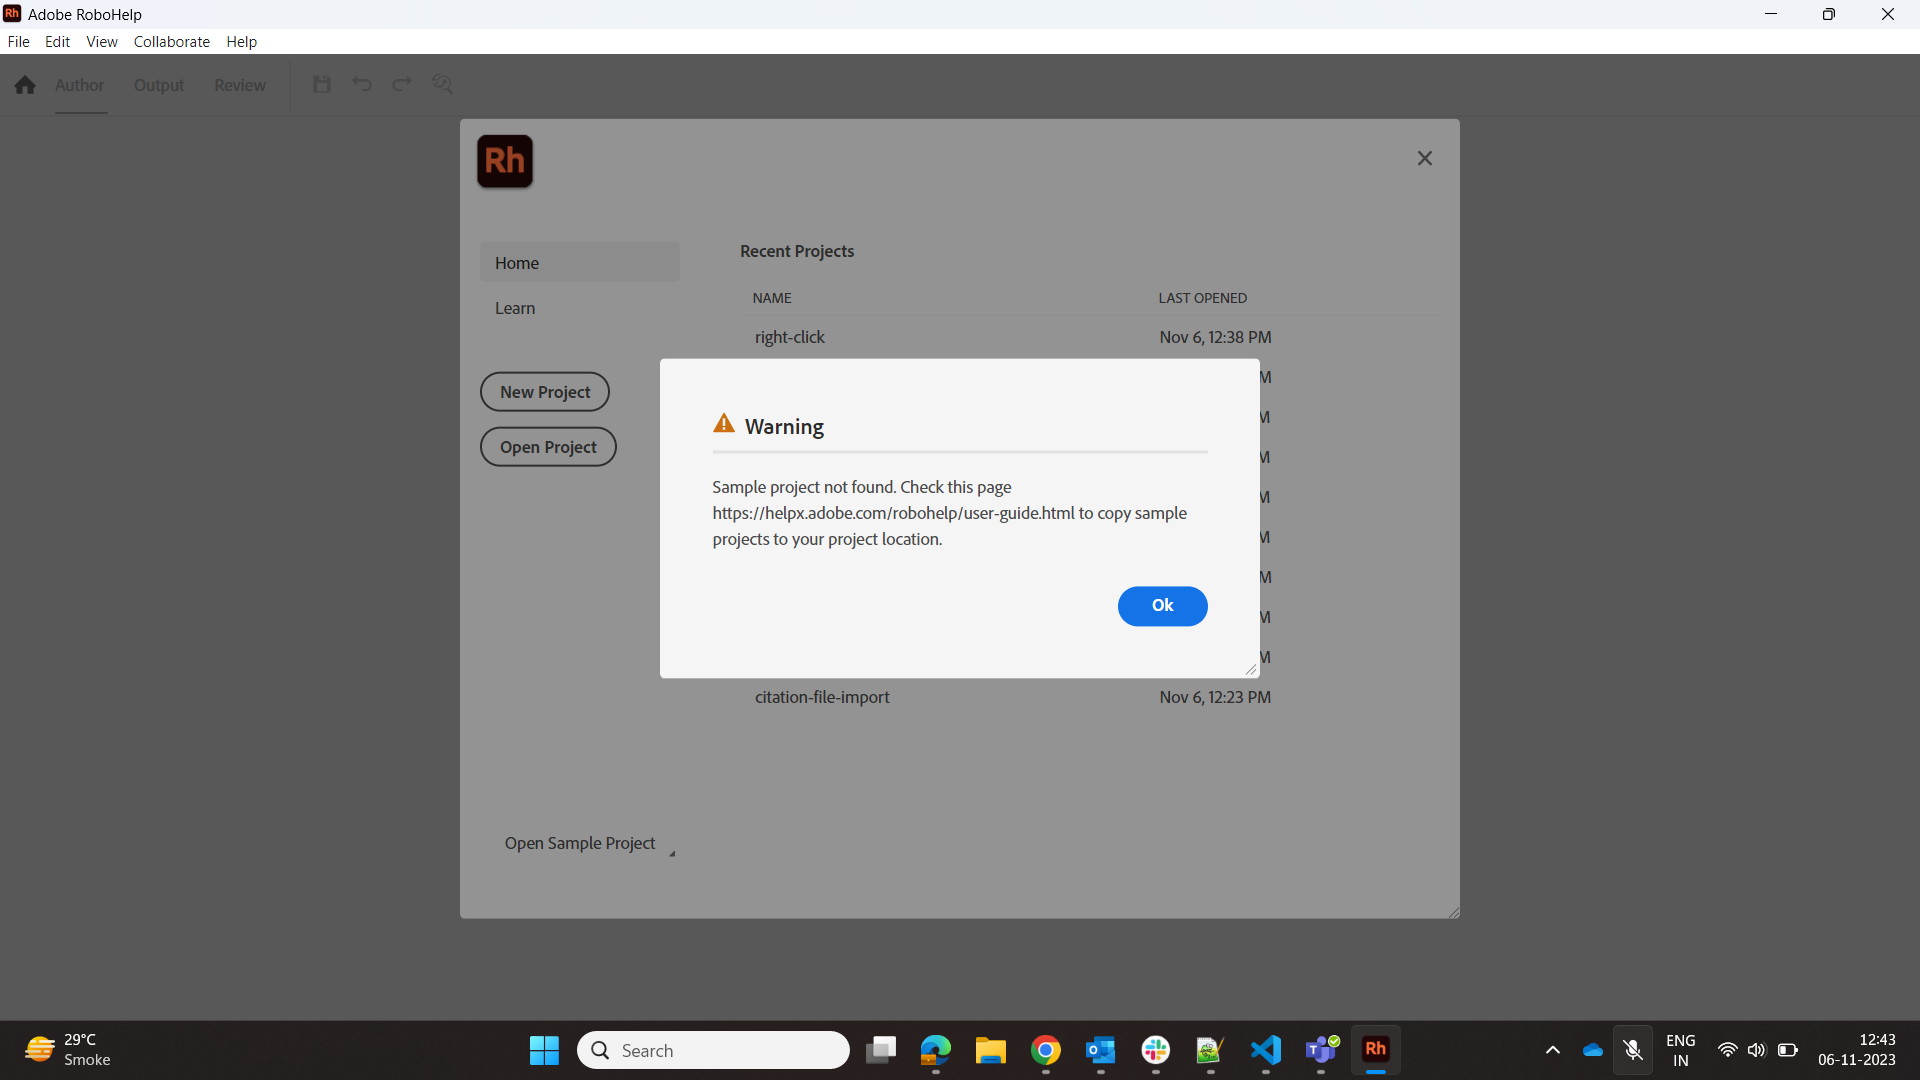 Rh Adobe RoboHelp
File Edit View Collaborate Help
Author Output Review
Rh
Home
Learn
New Project
Open Project
Recent Projects
NAME LAST OPENED
right-click Nov 6, 12:38 PM
M
M
M
M
M
M
M
M
Warning
Sample project not found. Check this page
https://helpx.adobe.com/robohelp/user-guide.html to copy sample
projects to your project location.
Ok
citation-file-import Nov 6, 12:23 PM
Open Sample Project
29°C
Smoke
Search
Rh
ENG
IN
12:43
06-11-2023